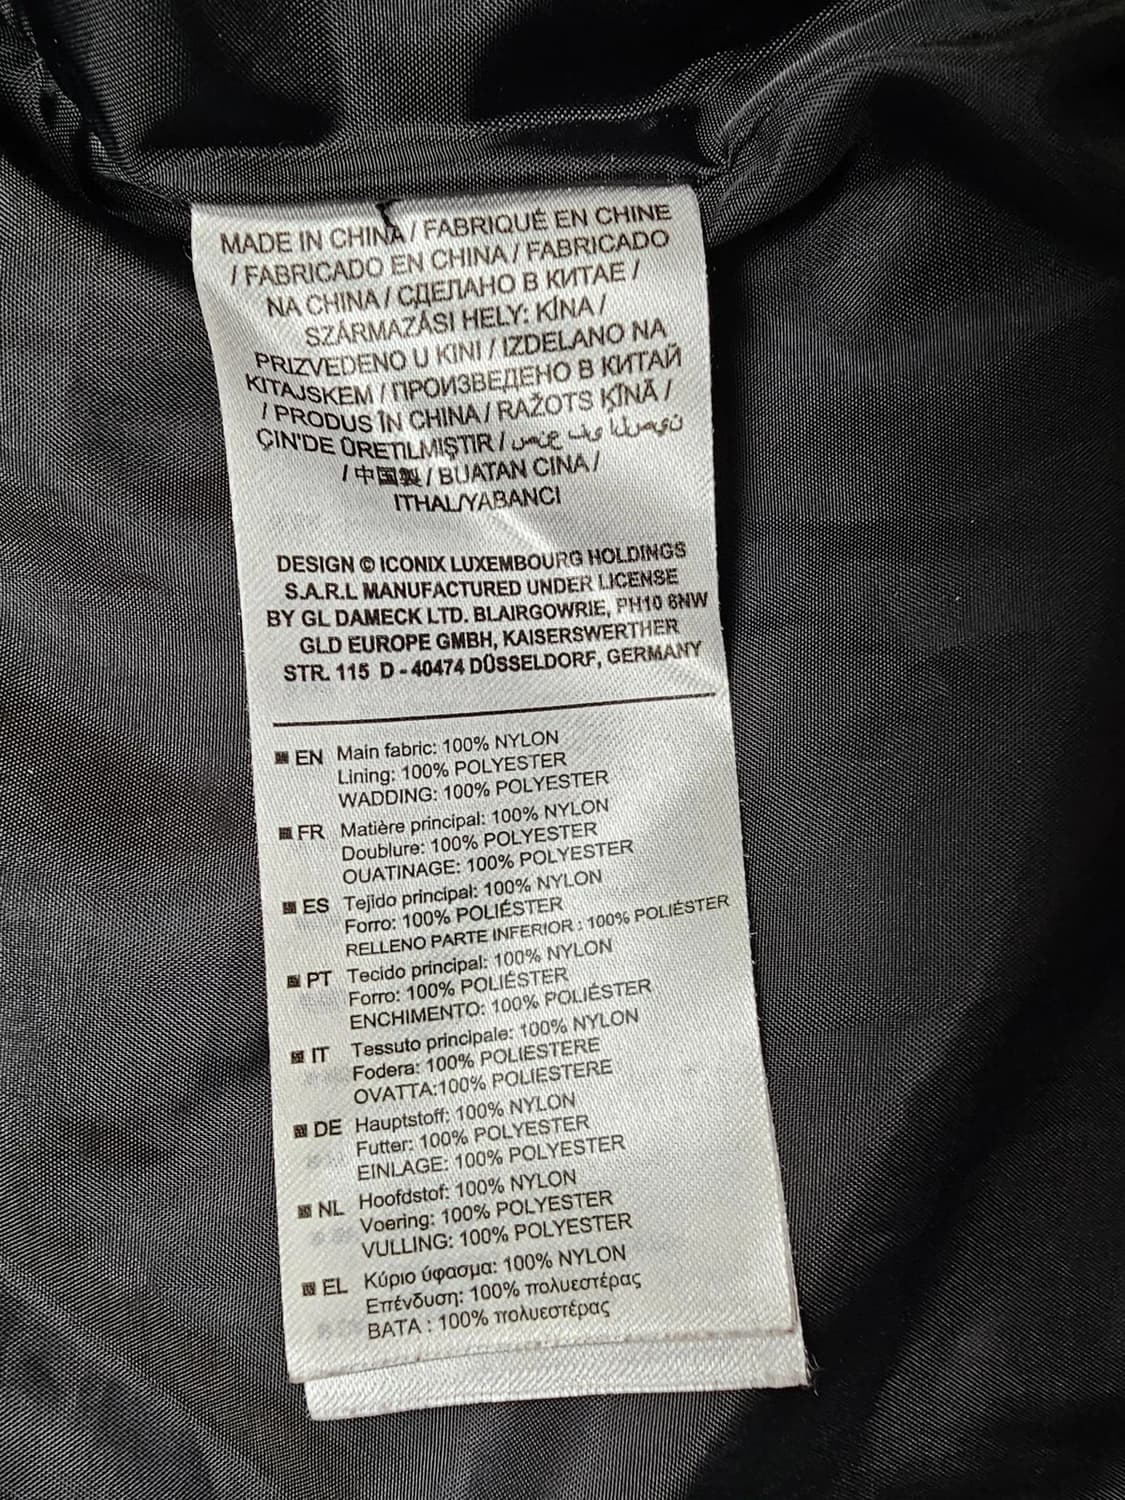 MADE IN CHINA / FABRIQUÉ EN CHINE
/ FABRICADO EN CHINA / FABRICADO
NA CHINA / СДЕЛАНО В КИТАЕ /
SZÁRMAZÁSI HELY: KÍNA /
PRIZVEDENO U KINI / IZDELANO NA
KITAJSKEM / ПРОИЗВЕДЕНО В КИТАЙ
/ PRODUS ÎN CHINA / RAŽOTS ĶĪNĀ /
ÇIN'DE ÜRETILMIŞTIR / صنع في الصين
/ 中国製 / BUATAN CINA /
ITHAL/YABANCI
DESIGN © ICONIX LUXEMBOURG HOLDINGS
S.A.R.L MANUFACTURED UNDER LICENSE
BY GL DAMECK LTD. BLAIRGOWRIE, PH10 6NW
GLD EUROPE GMBH, KAISERSWERTHER
STR. 115 D - 40474 DÜSSELDORF, GERMANY
EN Main fabric: 100% NYLON
Lining: 100% POLYESTER
WADDING: 100% POLYESTER
FR Matière principal: 100% NYLON
Doublure: 100% POLYESTER
OUATINAGE: 100% POLYESTER
ES Tejido principal: 100% NYLON
Forro: 100% POLIÉSTER
RELLENO PARTE INFERIOR : 100% POLIÉSTER
PT Tecido principal: 100% NYLON
Forro: 100% POLIÉSTER
ENCHIMENTO: 100% POLIÉSTER
IT Tessuto principale: 100% NYLON
Fodera: 100% POLIESTERE
OVATTA:100% POLIESTERE
DE Hauptstoff: 100% NYLON
Futter: 100% POLYESTER
EINLAGE: 100% POLYESTER
NL Hoofdstof: 100% NYLON
Voering: 100% POLYESTER
VULLING: 100% POLYESTER
EL Κύριο ύφασμα: 100% NYLON
Επένδυση: 100% πολυεστέρας
ΒΑΤΑ : 100% πολυεστέρας